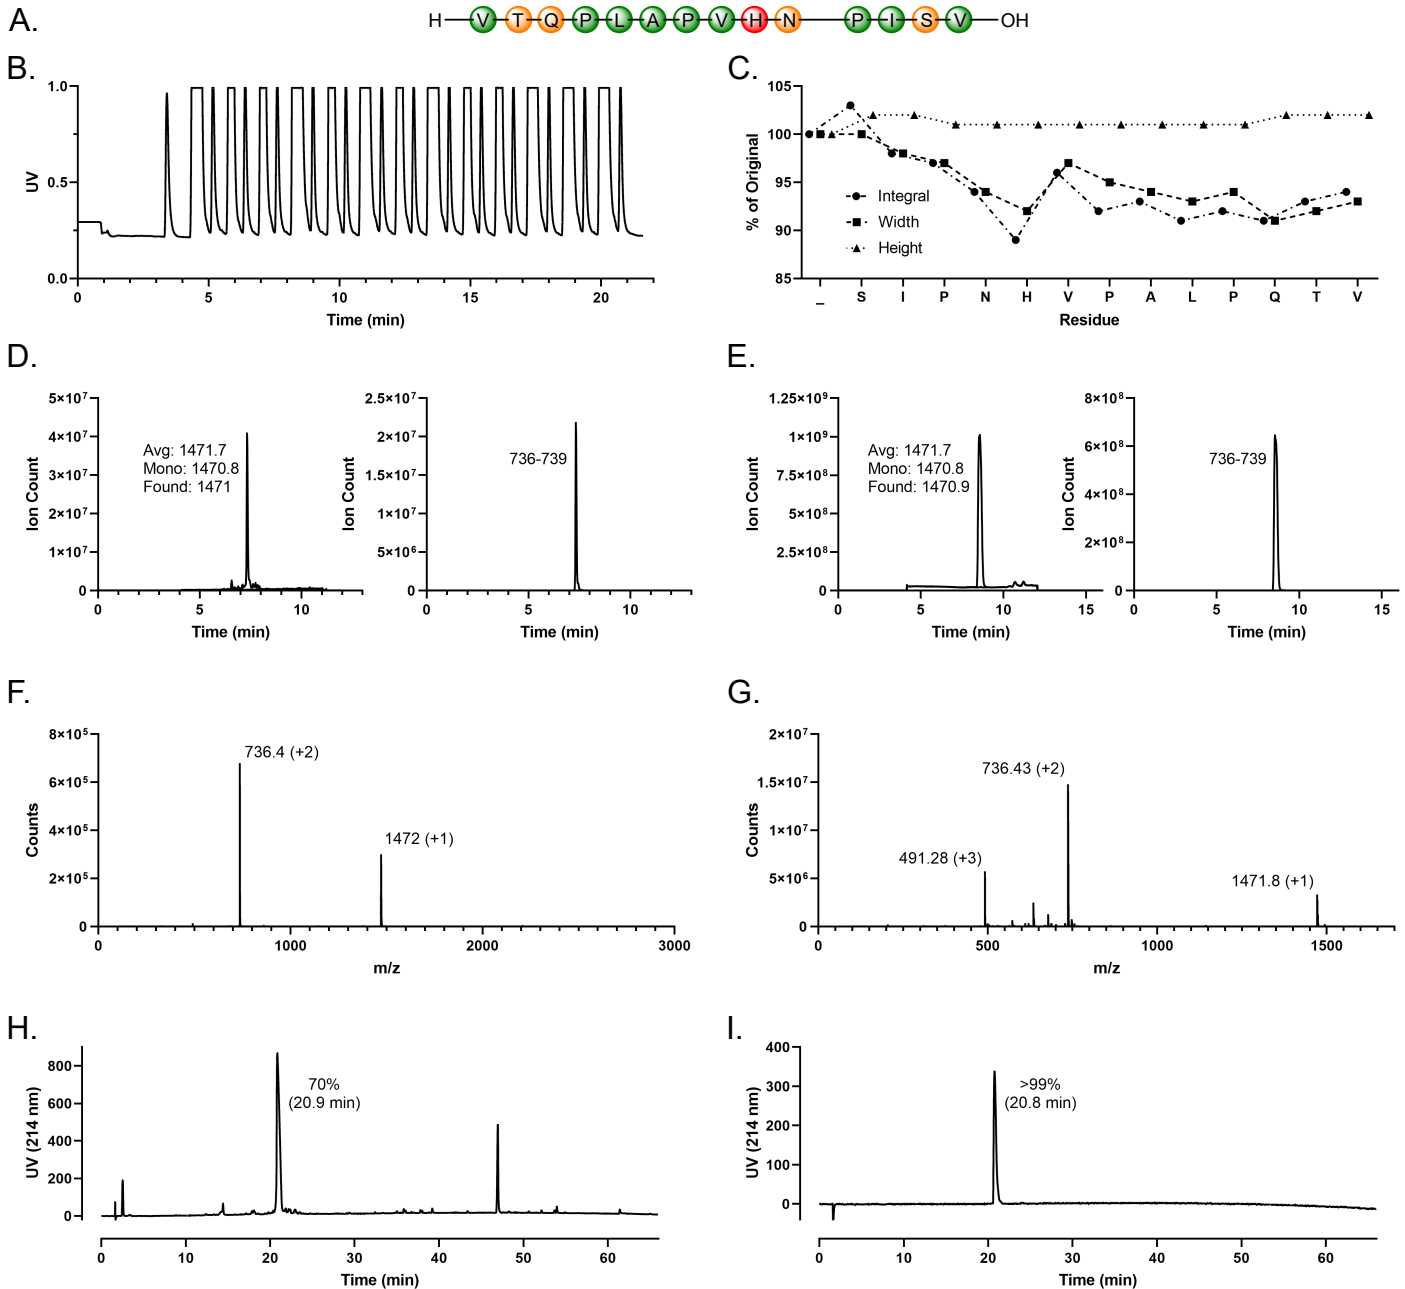 A.
H V T Q P L A P V H N P I S V OH
B.
1.0
0.5
0.0
UV
0 5 10 15 20
Time (min)
C.
105
100
95
90
85
% of Original
Integral
Width
Height
_ S I P N H V P A L P Q T V
Residue
D.
5×10⁷
4×10⁷
3×10⁷
2×10⁷
1×10⁷
0
Ion Count
Avg: 1471.7
Mono: 1470.8
Found: 1471
0 5 10
Time (min)
2.5×10⁷
2×10⁷
1.5×10⁷
1×10⁷
5×10⁶
0
Ion Count
736-739
0 5 10
Time (min)
E.
1.25×10⁹
1×10⁹
7.5×10⁸
5×10⁸
2.5×10⁸
0
Ion Count
Avg: 1471.7
Mono: 1470.8
Found: 1470.9
0 5 10 15
Time (min)
8×10⁸
6×10⁸
4×10⁸
2×10⁸
0
Ion Count
736-739
0 5 10 15
Time (min)
F.
8×10⁵
6×10⁵
4×10⁵
2×10⁵
0
Counts
736.4 (+2)
1472 (+1)
0 1000 2000 3000
m/z
G.
2×10⁷
1.5×10⁷
1×10⁷
5×10⁶
0
Counts
736.43 (+2)
491.28 (+3)
1471.8 (+1)
0 500 1000 1500
m/z
H.
800
600
400
200
0
UV (214 nm)
70%
(20.9 min)
0 10 20 30 40 50 60
Time (min)
I.
400
300
200
100
0
UV (214 nm)
>99%
(20.8 min)
0 10 20 30 40 50 60
Time (min)